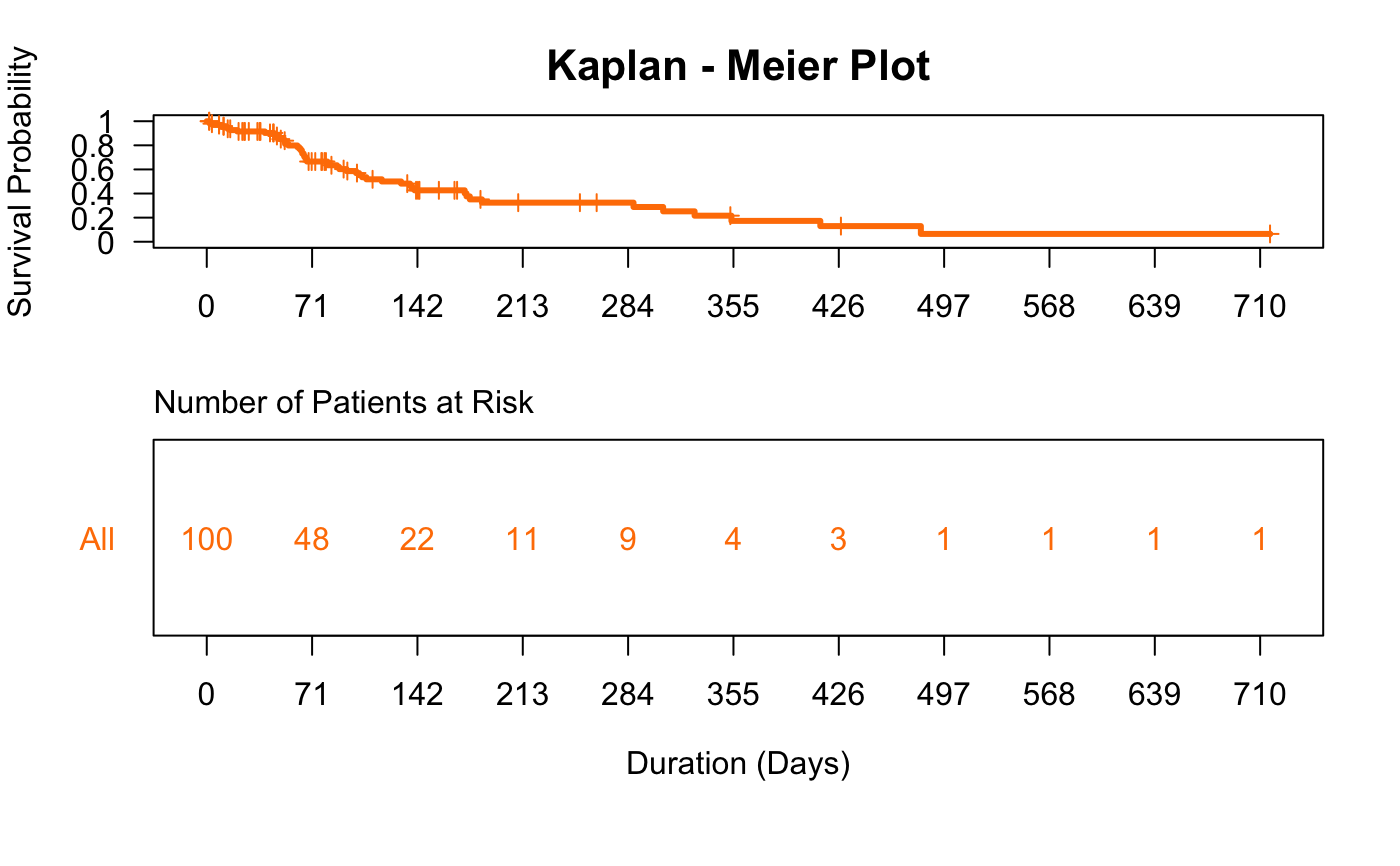 Kaplan - Meier Plot
Survival Probability
1
0.8
0.6
0.4
0.2
0
0 71 142 213 284 355 426 497 568 639 710
Number of Patients at Risk
All 100 48 22 11 9 4 3 1 1 1 1
0 71 142 213 284 355 426 497 568 639 710
Duration (Days)